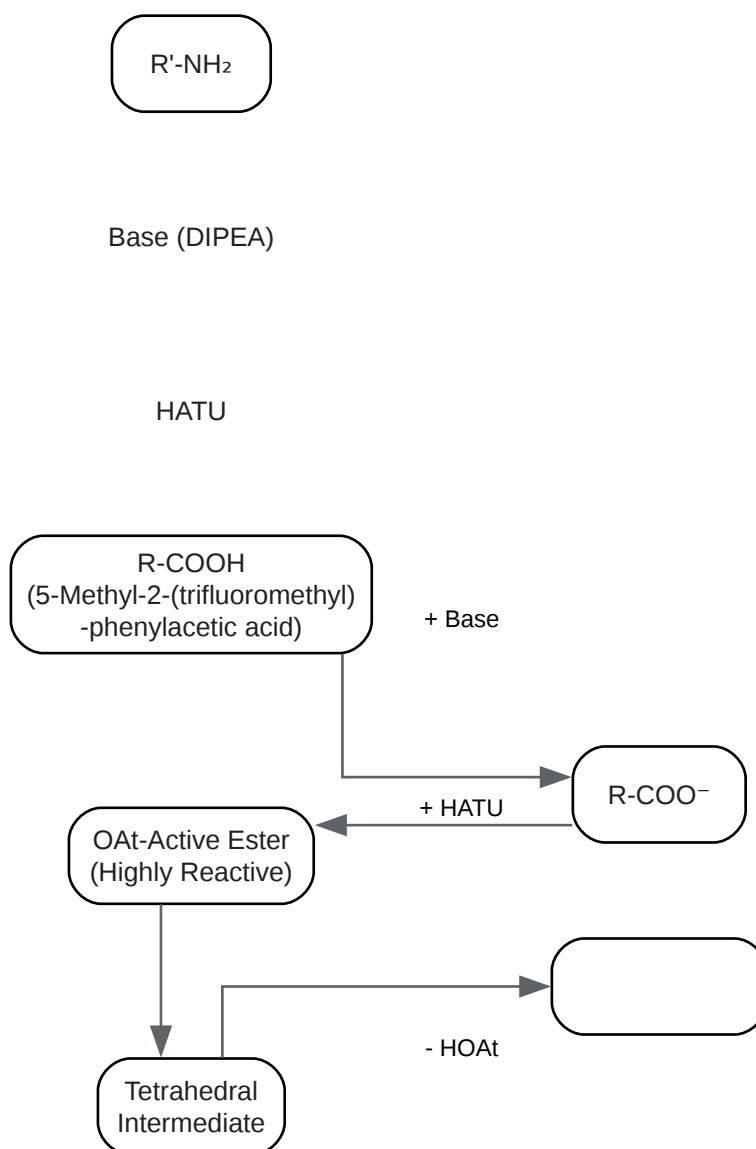 R'-NH₂
Base (DIPEA)
HATU
R-COOH
(5-Methyl-2-(trifluoromethyl)
-phenylacetic acid)
+ Base
R-COO⁻
+ HATU
OAt-Active Ester
(Highly Reactive)
- HOAt
Tetrahedral
Intermediate